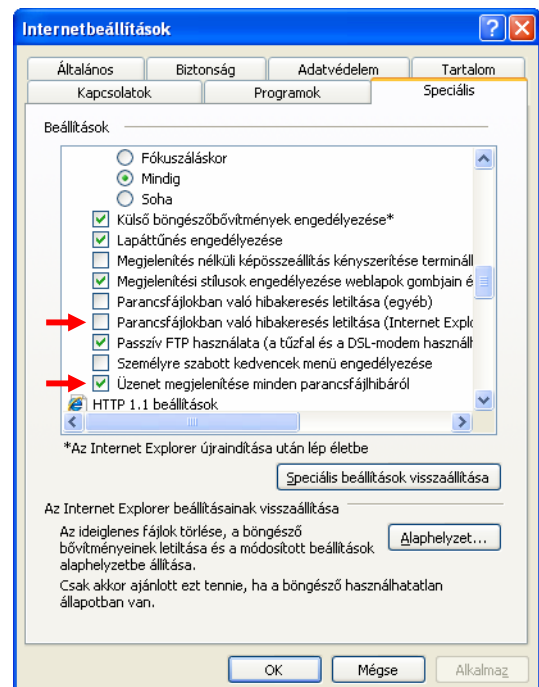 Internetbeállítások
Általános Biztonság Adatvédelem Tartalom
Kapcsolatok Programok Speciális
Beállítások
Fókuszáláskor
Mindig
Soha
Külső böngészőbővítmények engedélyezése*
Lapáttűnés engedélyezése
Megjelenítés nélküli képösszeállítás kényszerítése terminál
Megjelenítési stílusok engedélyezése weblapok gombjain é
Parancsfájlokban való hibakeresés letiltása (egyéb)
Parancsfájlokban való hibakeresés letiltása (Internet Explo
Passzív FTP használata (a tűzfal és a DSL-modem használh
Személyre szabott kedvencek menü engedélyezése
Üzenet megjelenítése minden parancsfájlhibáról
HTTP 1.1 beállítások
*Az Internet Explorer újraindítása után lép életbe
Speciális beállítások visszaállítása
Az Internet Explorer beállításainak visszaállítása
Az ideiglenes fájlok törlése, a böngésző
bővítményeinek letiltása és a módosított beállítások
alaphelyzetbe állítása.
Alaphelyzet...
Csak akkor ajánlott ezt tennie, ha a böngésző használhatatlan
állapotban van.
OK Mégse Alkalmaz